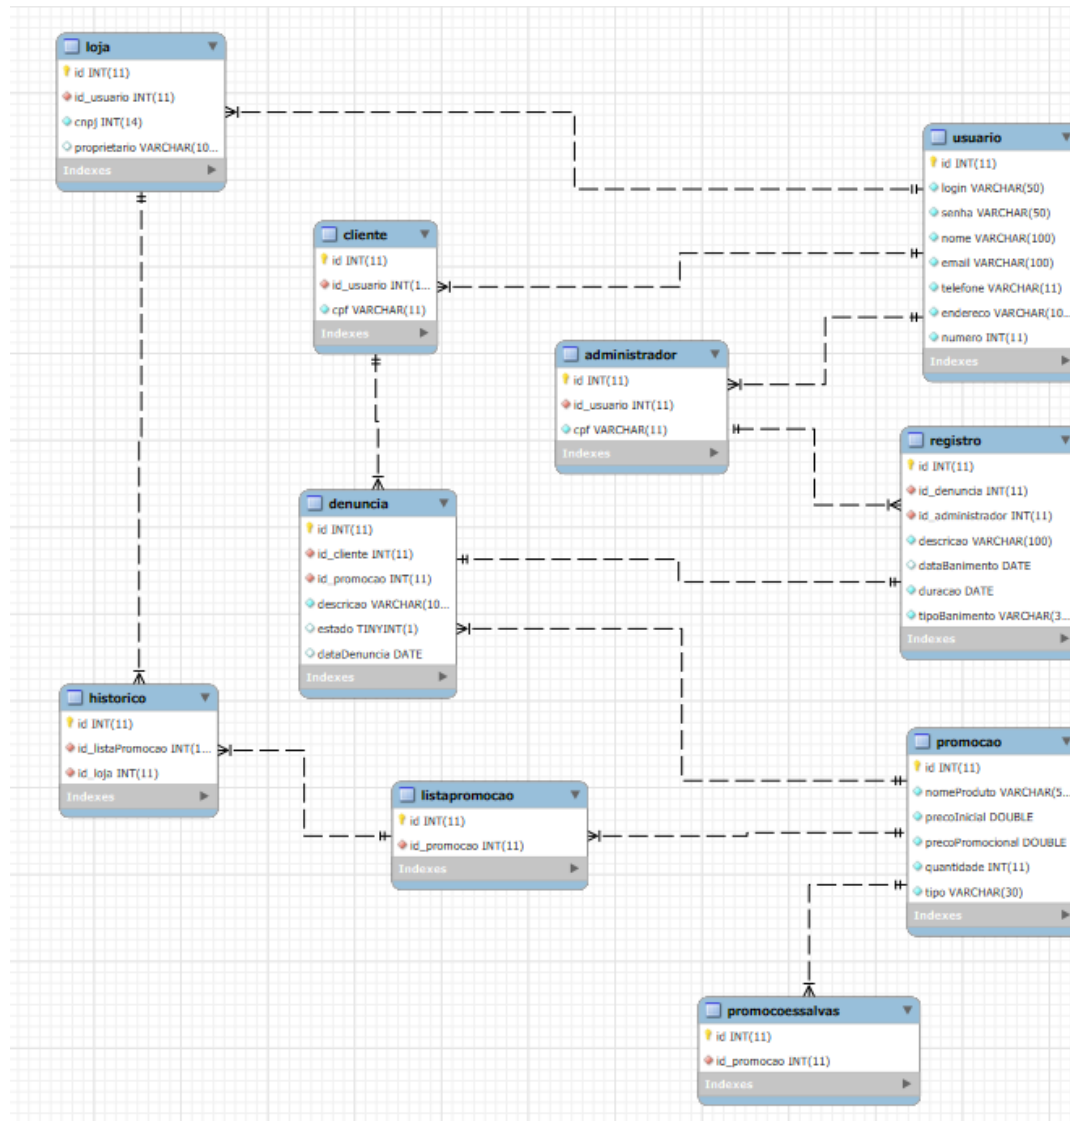 loja
id INT(11)
id_usuario INT(11)
cnpj INT(14)
proprietario VARCHAR(10...
Indexes
usuario
id INT(11)
login VARCHAR(50)
senha VARCHAR(50)
nome VARCHAR(100)
email VARCHAR(100)
telefone VARCHAR(11)
endereco VARCHAR(10...
numero INT(11)
Indexes
cliente
id INT(11)
id_usuario INT(1...
cpf VARCHAR(11)
Indexes
administrador
id INT(11)
id_usuario INT(11)
cpf VARCHAR(11)
Indexes
registro
id INT(11)
id_denuncia INT(11)
id_administrador INT(11)
descricao VARCHAR(100)
dataBanimento DATE
duracao DATE
tipoBanimento VARCHAR(3...
Indexes
denuncia
id INT(11)
id_cliente INT(11)
id_promocao INT(11)
descricao VARCHAR(10...
estado TINYINT(1)
dataDenuncia DATE
Indexes
historico
id INT(11)
id_listaPromocao INT(1...
id_loja INT(11)
Indexes
listapromocao
id INT(11)
id_promocao INT(11)
Indexes
promocao
id INT(11)
nomeProduto VARCHAR(5...
precoInicial DOUBLE
precoPromocional DOUBLE
quantidade INT(11)
tipo VARCHAR(30)
Indexes
promocoessalvas
id INT(11)
id_promocao INT(11)
Indexes